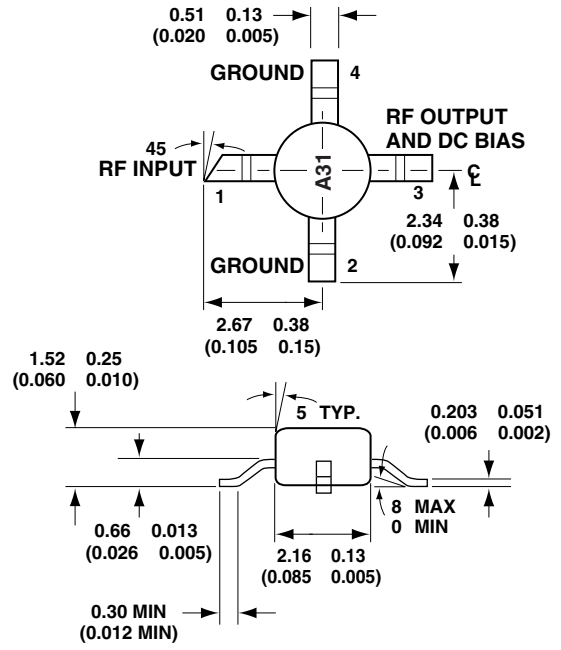 0.51 0.13
(0.020 0.005)
GROUND 4
RF OUTPUT
AND DC BIAS
45
RF INPUT
A31
℄
1
3
2.34 0.38
(0.092 0.015)
GROUND 2
2.67 0.38
(0.105 0.15)
1.52 0.25
(0.060 0.010)
5 TYP.
0.203 0.051
(0.006 0.002)
8 MAX
0 MIN
0.66 0.013
(0.026 0.005)
2.16 0.13
(0.085 0.005)
0.30 MIN
(0.012 MIN)